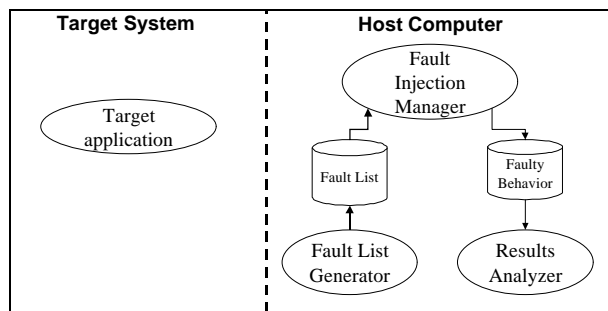 Target System
Host Computer
Target
application
Fault
Injection
Manager
Fault List
Faulty
Behavior
Fault List
Generator
Results
Analyzer